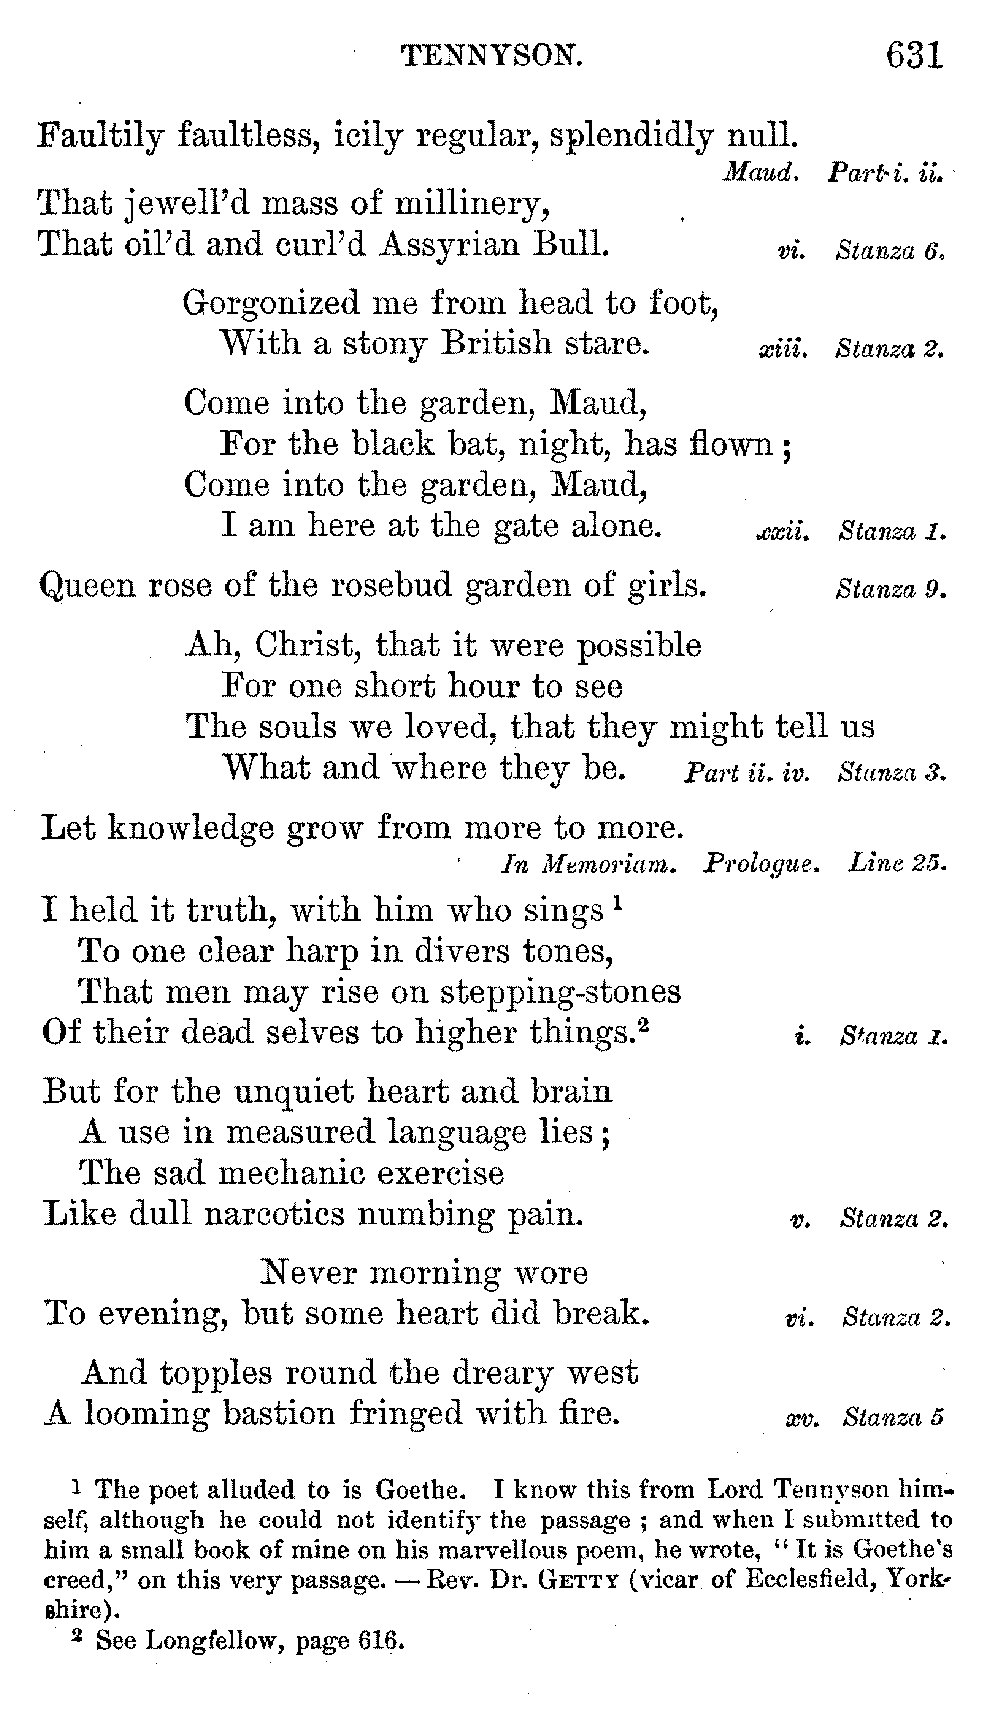 TENNYSON. 631
Faultily faultless, icily regular, splendidly null.
Maud. Part i. ii.
That jewell'd mass of millinery,
That oil'd and curl'd Assyrian Bull. vi. Stanza 6.
Gorgonized me from head to foot,
With a stony British stare. xiii. Stanza 2.
Come into the garden, Maud,
For the black bat, night, has flown;
Come into the garden, Maud,
I am here at the gate alone. xxii. Stanza 1.
Queen rose of the rosebud garden of girls. Stanza 9.
Ah, Christ, that it were possible
For one short hour to see
The souls we loved, that they might tell us
What and where they be. Part ii. iv. Stanza 3.
Let knowledge grow from more to more.
In Memoriam. Prologue. Line 25.
I held it truth, with him who sings ¹
To one clear harp in divers tones,
That men may rise on stepping-stones
Of their dead selves to higher things.² i. Stanza 1.
But for the unquiet heart and brain
A use in measured language lies;
The sad mechanic exercise
Like dull narcotics numbing pain. v. Stanza 2.
Never morning wore
To evening, but some heart did break. vi. Stanza 2.
And topples round the dreary west
A looming bastion fringed with fire. xv. Stanza 5
¹ The poet alluded to is Goethe. I know this from Lord Tennyson him-
self, although he could not identify the passage; and when I submitted to
him a small book of mine on his marvellous poem, he wrote, "It is Goethe's
creed," on this very passage. — Rev. Dr. GETTY (vicar of Ecclesfield, York-
shire).
² See Longfellow, page 616.